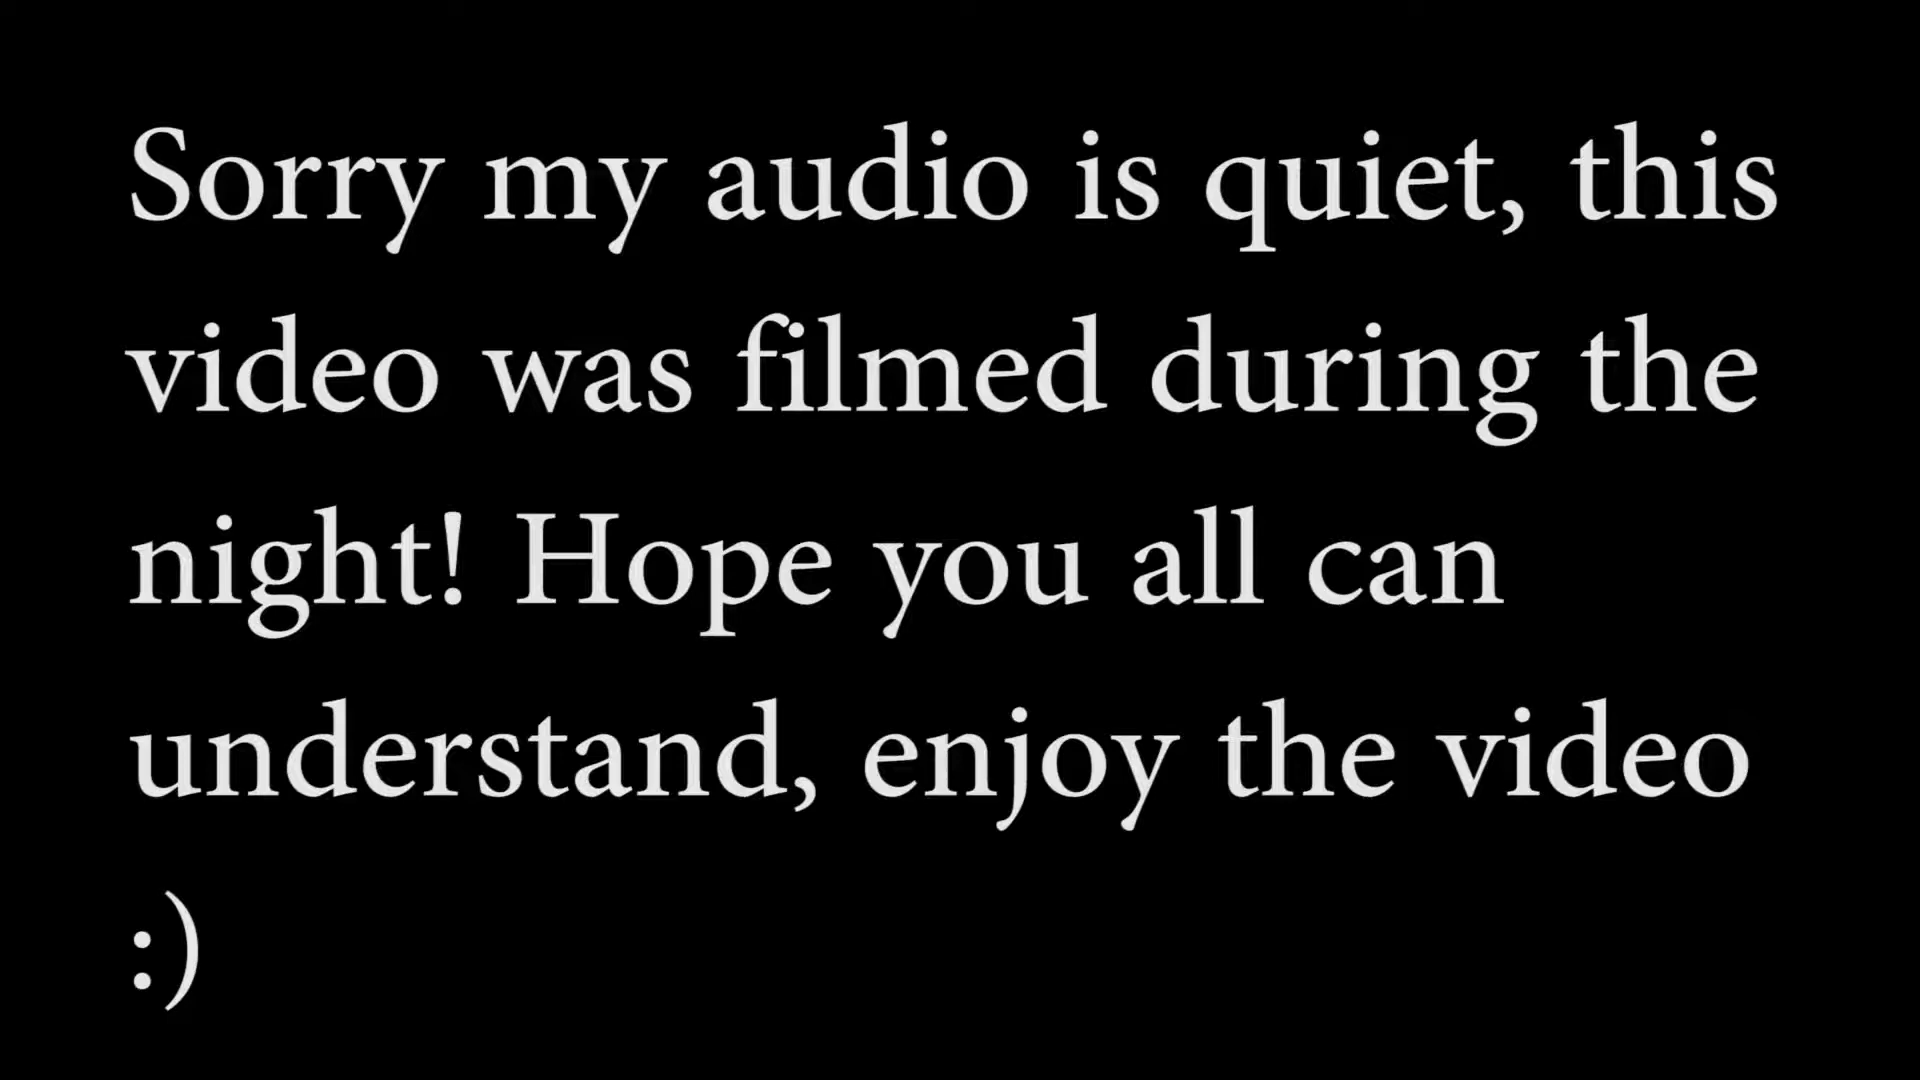 Sorry my audio is quiet, this
video was filmed during the
night! Hope you all can
understand, enjoy the video
:)